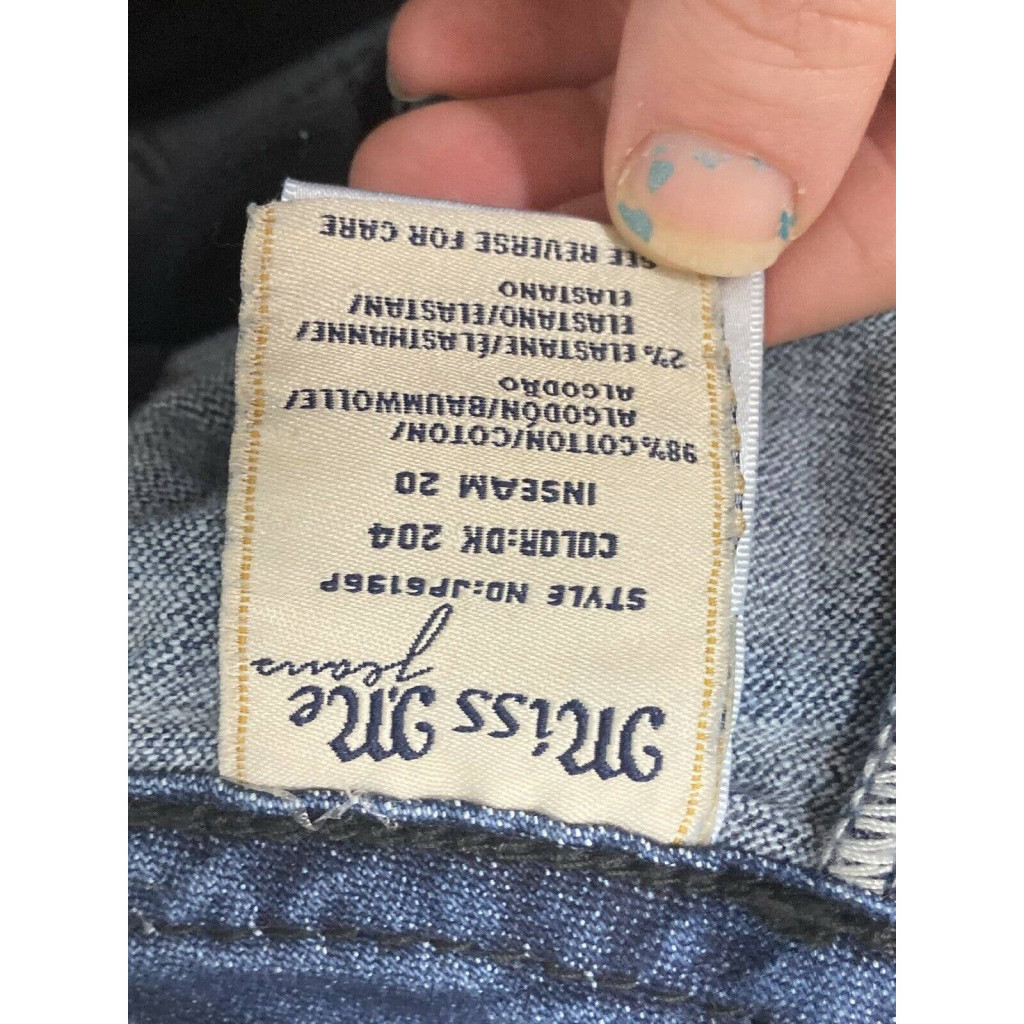 Miss Me
Jeans
STYLE NO:JP6196P
COLOR:DK 204
INSEAM 20
98% COTTON/COTON/
ALGODÓN/BAUMWOLLE/
ALGODÃO
2% ELASTANE/ÉLASTHANNE/
ELASTANO/ELASTAN/
ELASTANO
SEE REVERSE FOR CARE